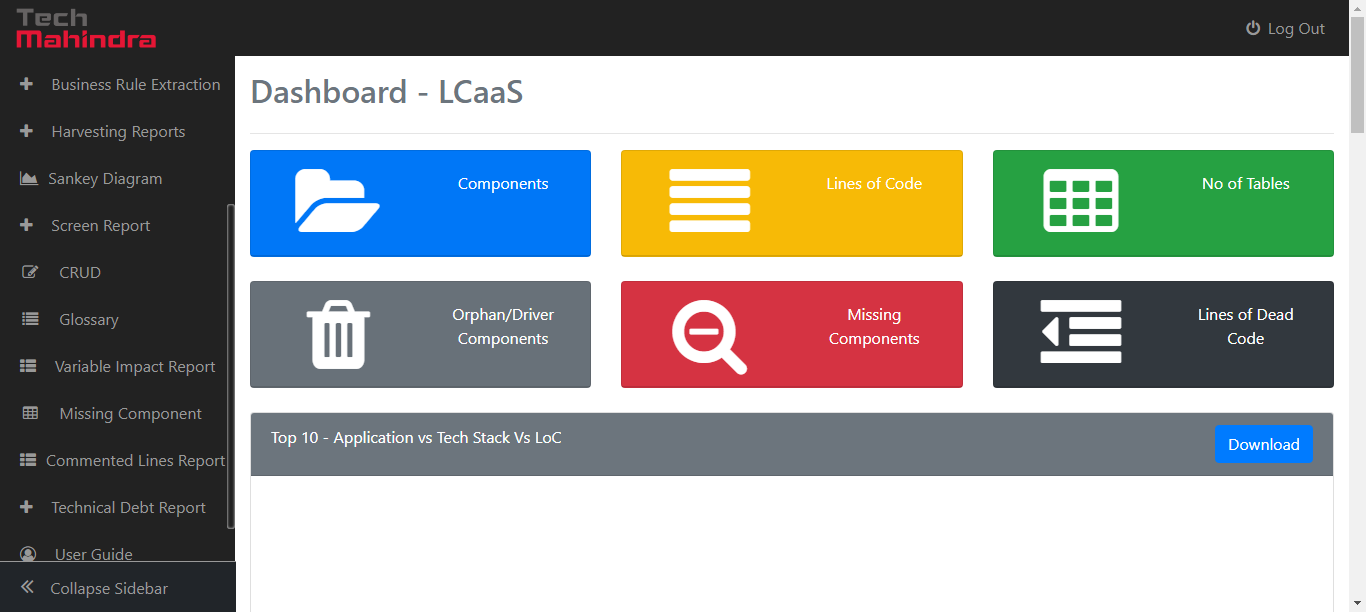 Tech
Mahindra
Log Out
Business Rule Extraction
Harvesting Reports
Sankey Diagram
Screen Report
CRUD
Glossary
Variable Impact Report
Missing Component
Commented Lines Report
Technical Debt Report
User Guide
Collapse Sidebar
Dashboard - LCaaS
Components
Lines of Code
No of Tables
Orphan/Driver
Components
Missing
Components
Lines of Dead
Code
Top 10 - Application vs Tech Stack Vs LoC
Download